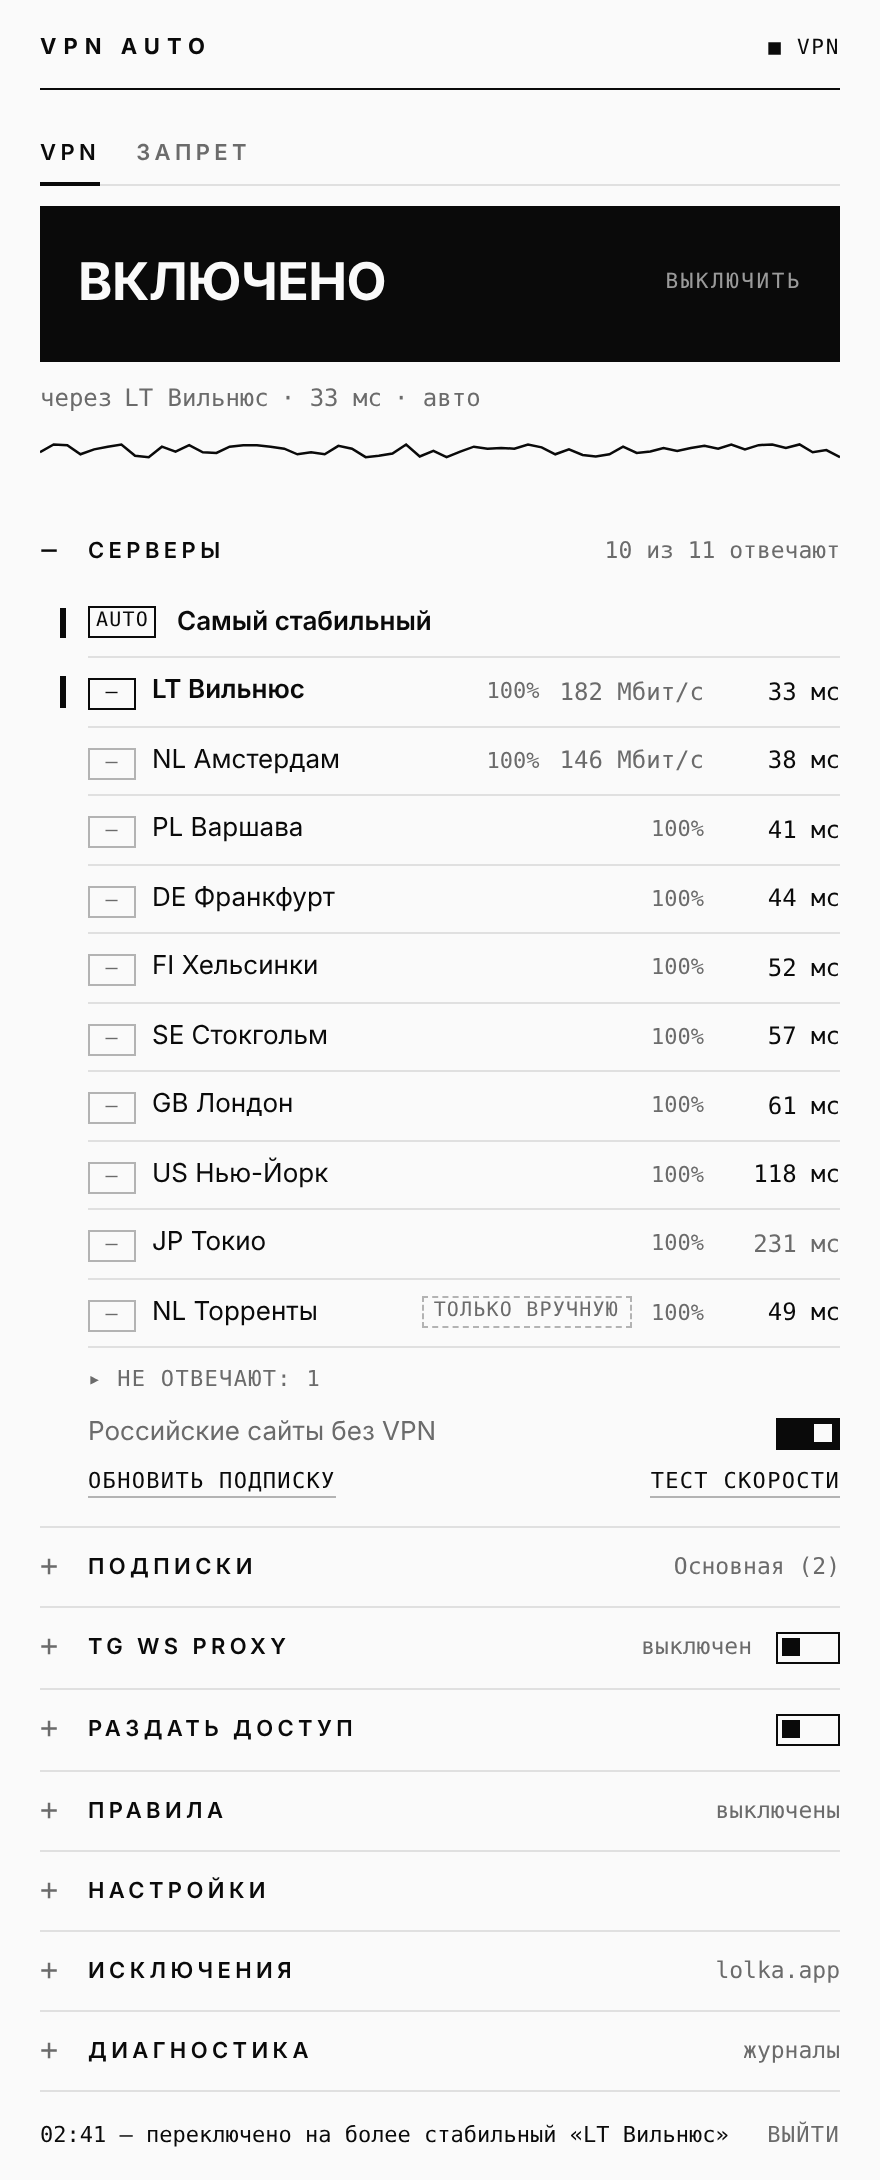 VPN AUTO ■ VPN
VPN ЗАПРЕТ
ВКЛЮЧЕНО ВЫКЛЮЧИТЬ
через LT Вильнюс · 33 мс · авто
− СЕРВЕРЫ 10 из 11 отвечают
AUTO Самый стабильный
— LT Вильнюс 100% 182 Мбит/с 33 мс
— NL Амстердам 100% 146 Мбит/с 38 мс
— PL Варшава 100% 41 мс
— DE Франкфурт 100% 44 мс
— FI Хельсинки 100% 52 мс
— SE Стокгольм 100% 57 мс
— GB Лондон 100% 61 мс
— US Нью-Йорк 100% 118 мс
— JP Токио 100% 231 мс
— NL Торренты ТОЛЬКО ВРУЧНУЮ 100% 49 мс
▸ НЕ ОТВЕЧАЮТ: 1
Российские сайты без VPN
ОБНОВИТЬ ПОДПИСКУ ТЕСТ СКОРОСТИ
+ ПОДПИСКИ Основная (2)
+ TG WS PROXY выключен
+ РАЗДАТЬ ДОСТУП
+ ПРАВИЛА выключены
+ НАСТРОЙКИ
+ ИСКЛЮЧЕНИЯ lolka.app
+ ДИАГНОСТИКА журналы
02:41 — переключено на более стабильный «LT Вильнюс» ВЫЙТИ